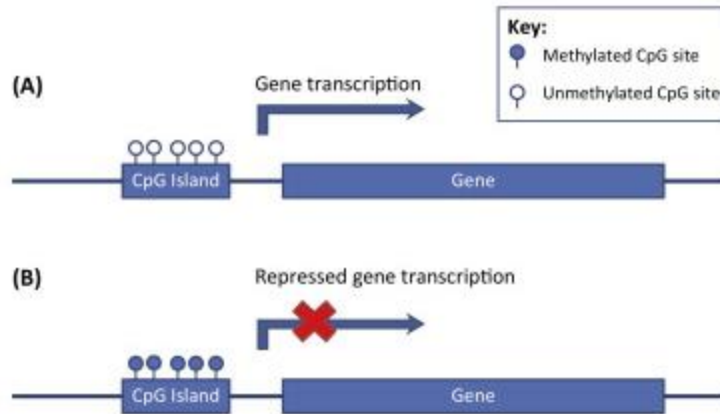 Key:
Methylated CpG site
Unmethylated CpG site
(A)
Gene transcription
CpG Island
Gene
(B)
Repressed gene transcription
CpG Island
Gene